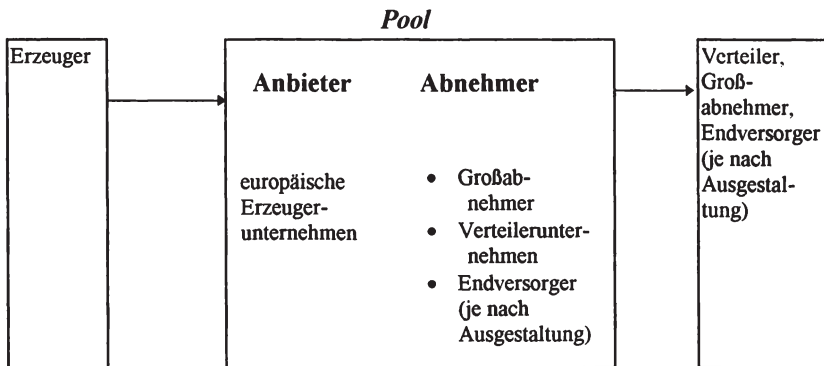 Pool
Erzeuger
Anbieter
Abnehmer
europäische
Erzeuger-
unternehmen
• Großab-
nehmer
• Verteilerunter-
nehmen
• Endversorger
(je nach
Ausgestaltung)
Verteiler,
Groß-
abnehmer,
Endversorger
(je nach
Ausgestal-
tung)